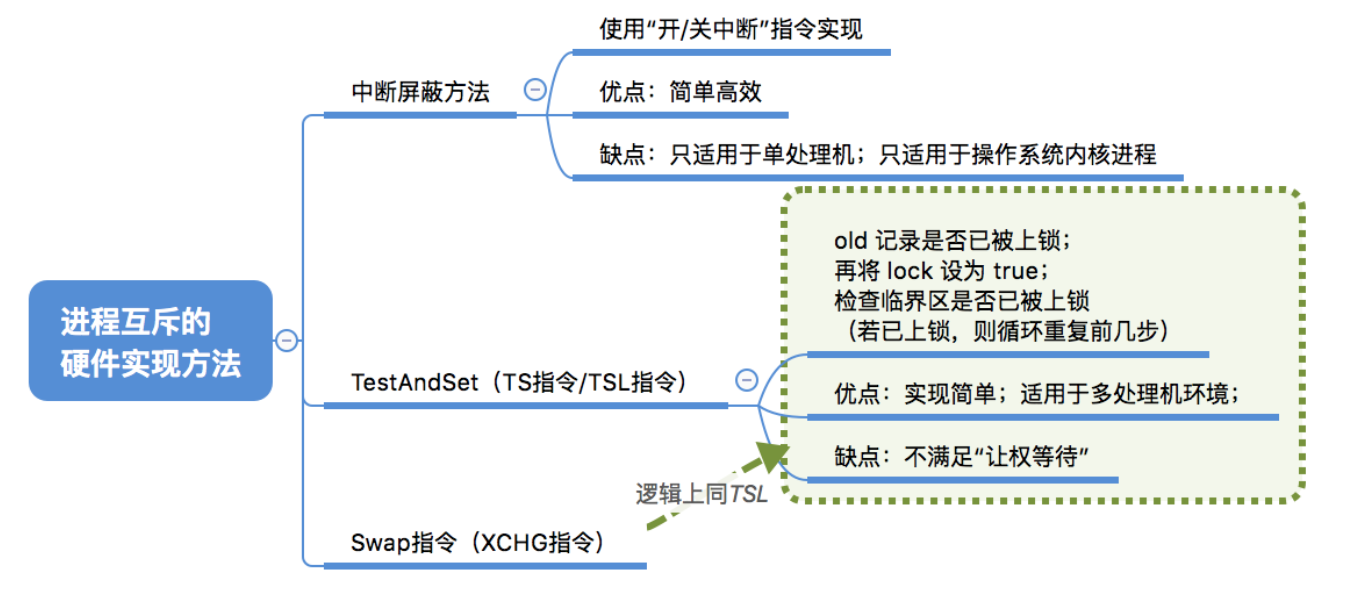 进程互斥的
硬件实现方法
中断屏蔽方法
使用“开/关中断”指令实现
优点：简单高效
缺点：只适用于单处理机；只适用于操作系统内核进程
TestAndSet（TS指令/TSL指令）
old 记录是否已被上锁；
再将 lock 设为 true；
检查临界区是否已被上锁
（若已上锁，则循环重复前几步）
优点：实现简单；适用于多处理机环境；
缺点：不满足“让权等待”
逻辑上同TSL
Swap指令（XCHG指令）